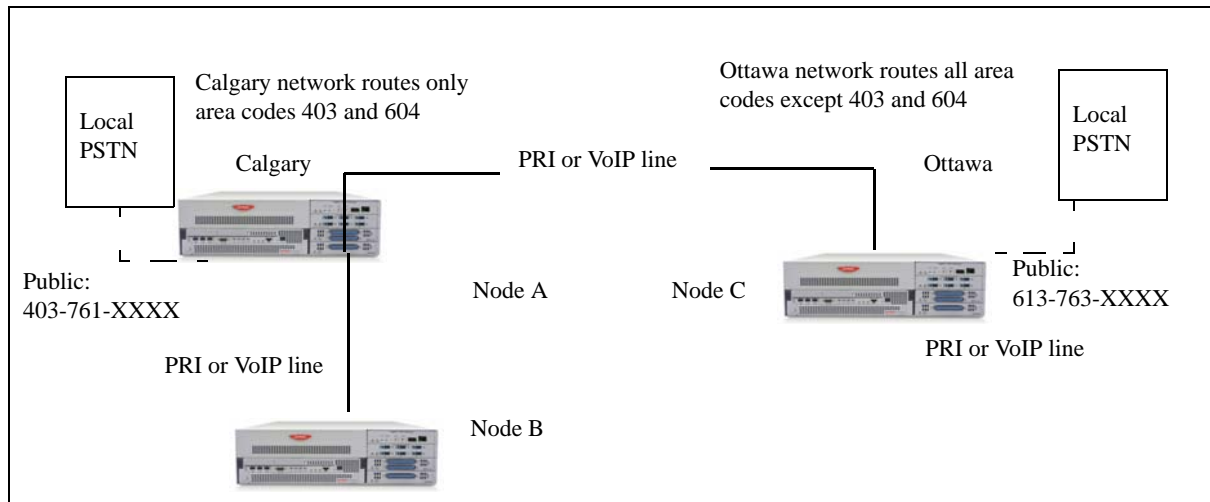 Calgary network routes only
area codes 403 and 604
Ottawa network routes all area
codes except 403 and 604
Local
PSTN
Local
PSTN
Calgary
PRI or VoIP line
Ottawa
Public:
403-761-XXXX
Node A
Node C
Public:
613-763-XXXX
PRI or VoIP line
PRI or VoIP line
Node B